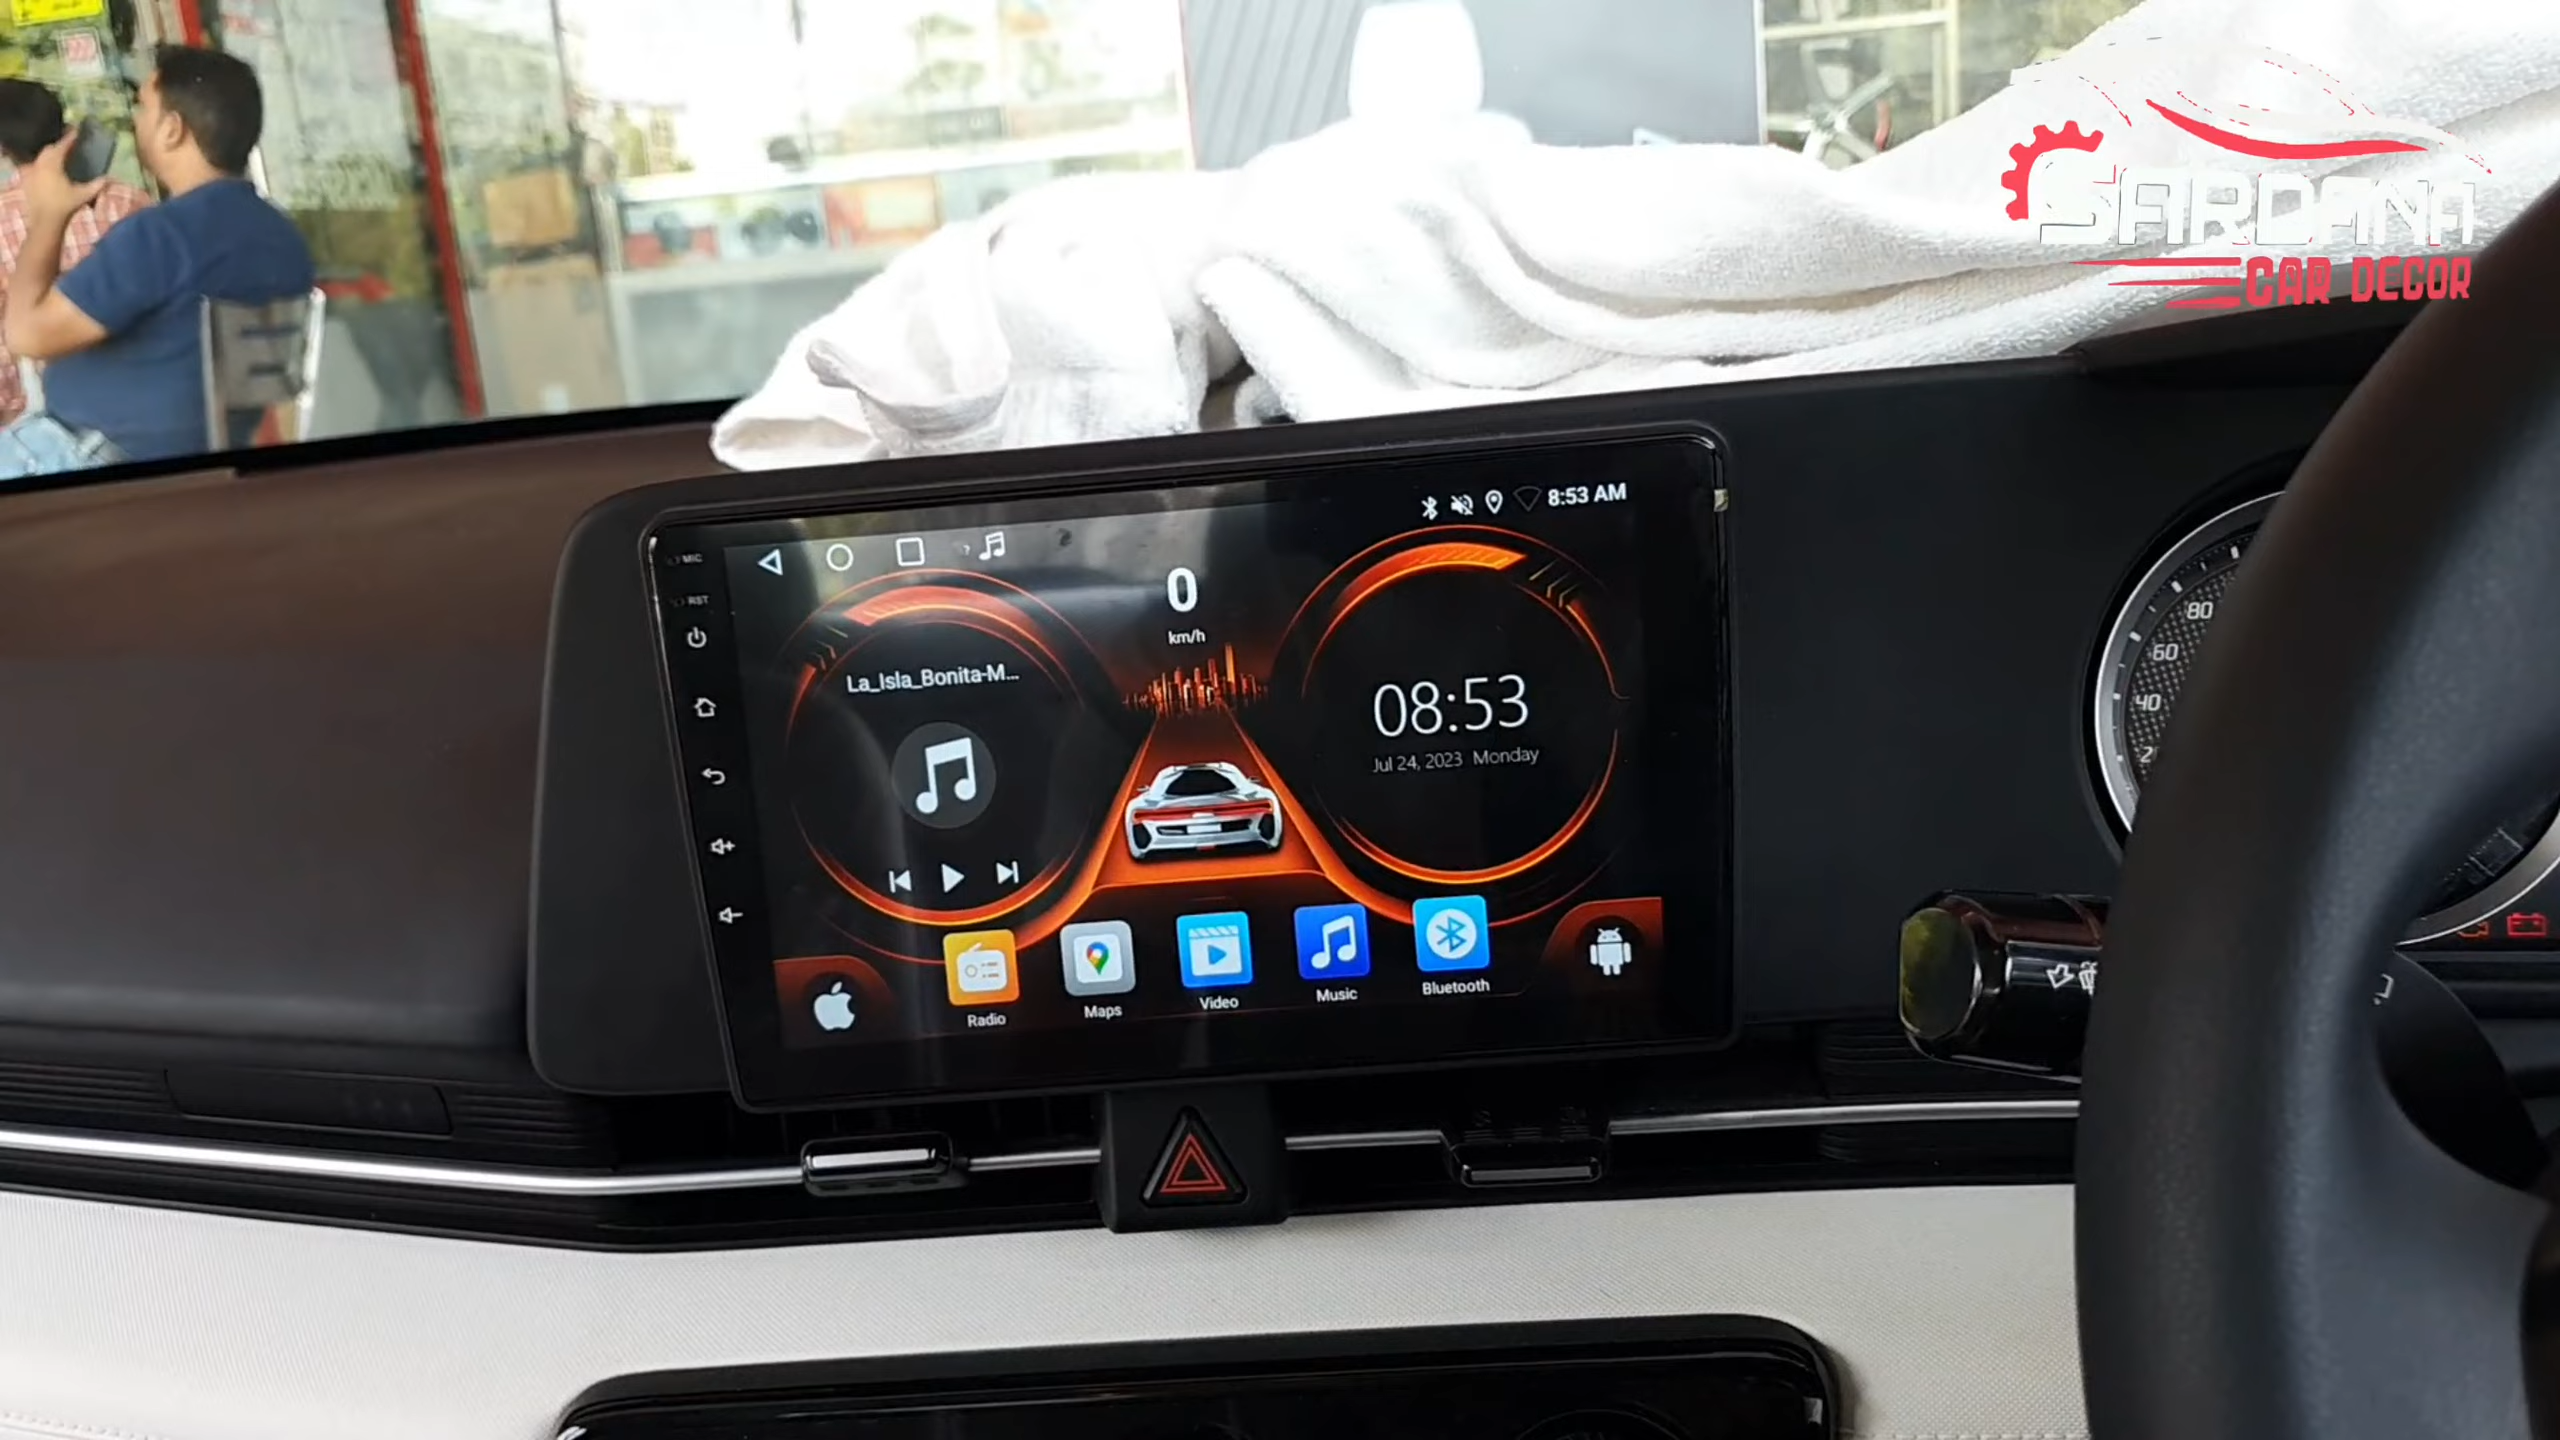 SARDANA
CAR DECOR
8:53 AM
MIC
RST
0
km/h
La_Isla_Bonita-M...
08:53
Jul 24, 2023 Monday
80
60
40
Radio
Maps
Video
Music
Bluetooth